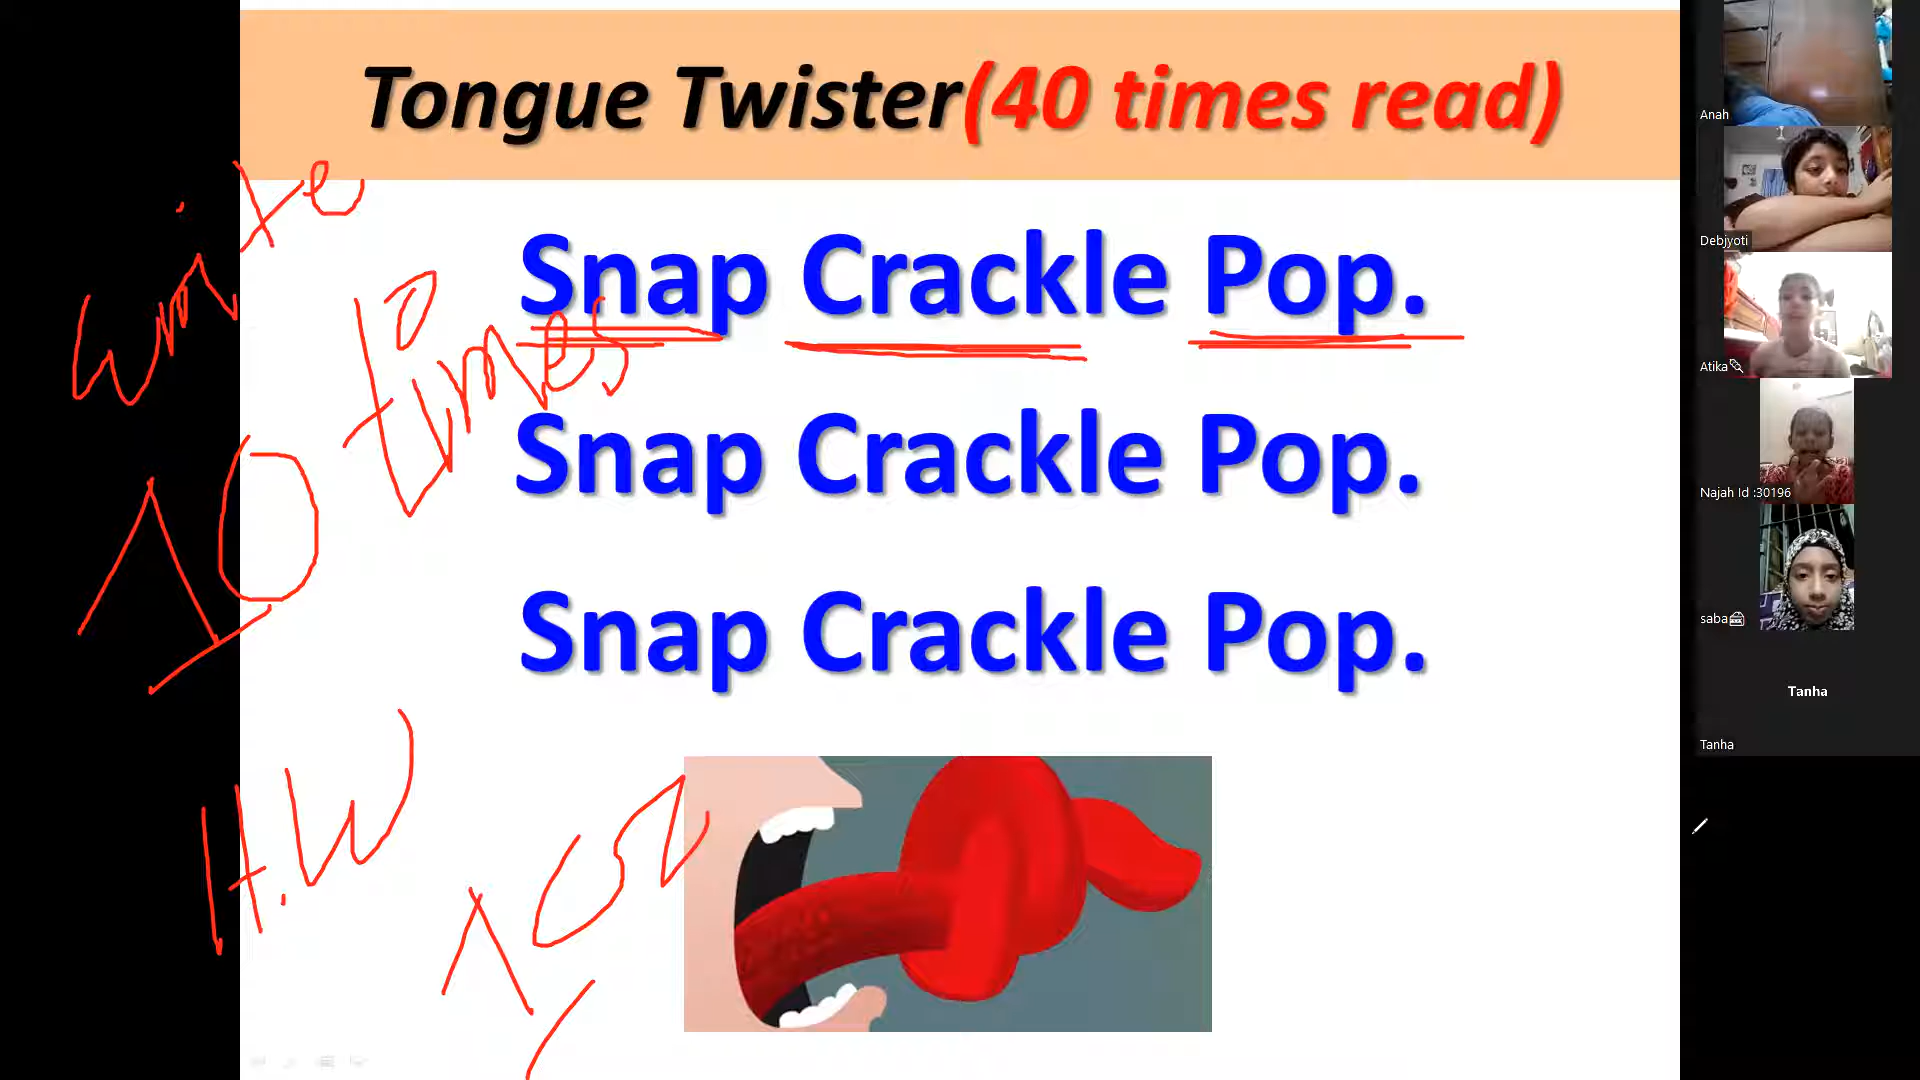 Tongue Twister(40 times read)
Snap Crackle Pop.
Snap Crackle Pop.
Snap Crackle Pop.
write
10
times
H.W
Anah
Debjyoti
Atika
Najah Id :30196
saba
Tanha
Tanha